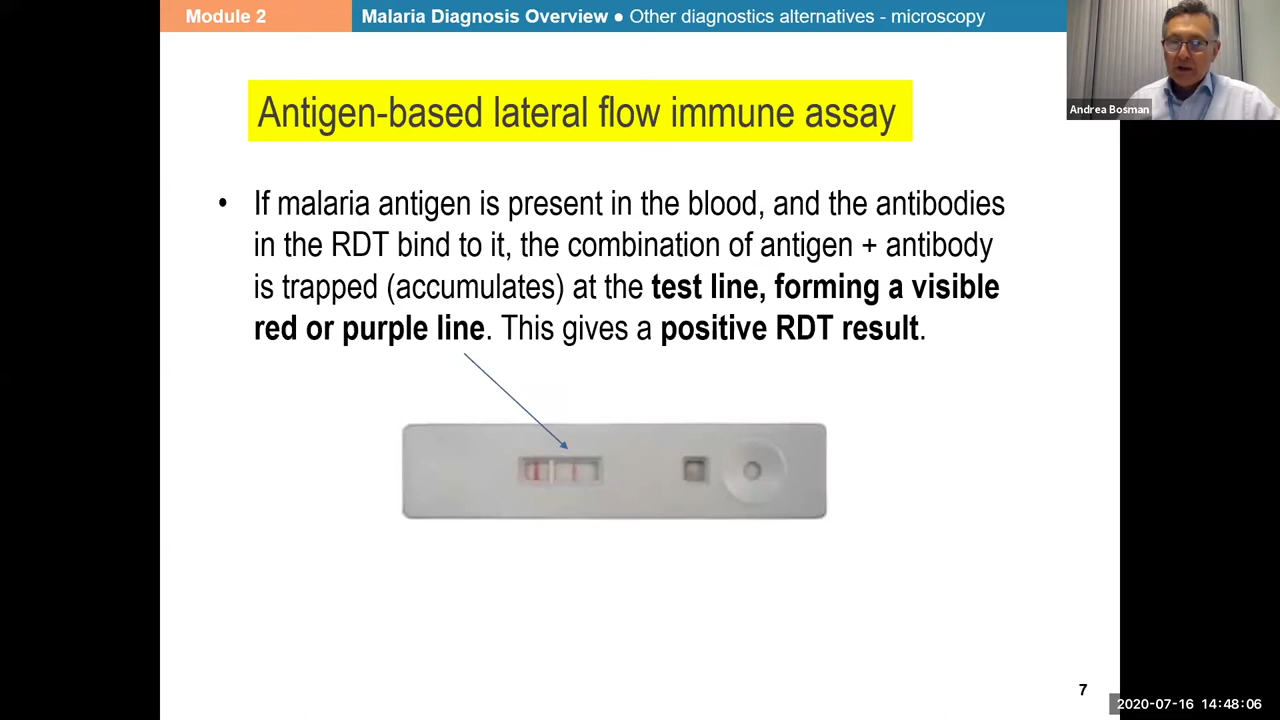 Module 2
Malaria Diagnosis Overview ● Other diagnostics alternatives - microscopy
Andrea Bosman
Antigen-based lateral flow immune assay
• If malaria antigen is present in the blood, and the antibodies
in the RDT bind to it, the combination of antigen + antibody
is trapped (accumulates) at the test line, forming a visible
red or purple line. This gives a positive RDT result.
7
2020-07-16 14:48:06